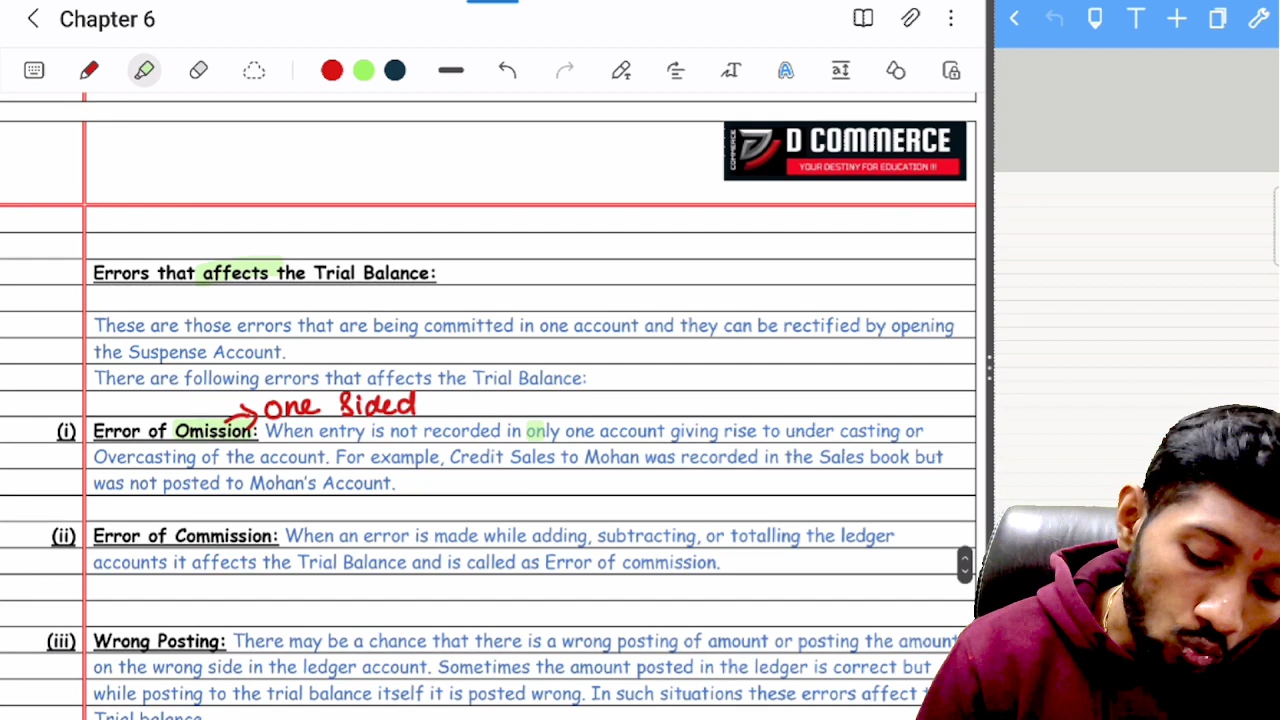 Chapter 6
COMMERCE
D COMMERCE
YOUR DESTINY FOR EDUCATION !!!
Errors that affects the Trial Balance:
These are those errors that are being committed in one account and they can be rectified by opening
the Suspense Account.
There are following errors that affects the Trial Balance:
one sided
(i) Error of Omission: When entry is not recorded in only one account giving rise to under casting or
Overcasting of the account. For example, Credit Sales to Mohan was recorded in the Sales book but
was not posted to Mohan's Account.
(ii) Error of Commission: When an error is made while adding, subtracting, or totalling the ledger
accounts it affects the Trial Balance and is called as Error of commission.
(iii) Wrong Posting: There may be a chance that there is a wrong posting of amount or posting the amount
on the wrong side in the ledger account. Sometimes the amount posted in the ledger is correct but
while posting to the trial balance itself it is posted wrong. In such situations these errors affect
Trial balance